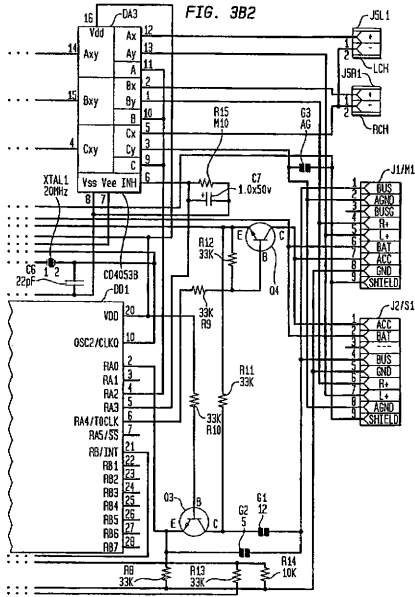 FIG. 3B2
16
Vdd
DA3
Ax 12
Ay 13
A 11
Bx 2
By 1
B 10
Cx 5
Cy 3
C 9
INH 6
14 Axy
15 Bxy
4 Cxy
Vss Vee INH
8 7
J5L1
+
-
1
2
LCH
J5R1
+
-
1
2
RCH
R15
M10
C7
1.0x50v
+
G3
AG
XTAL1
20MHz
1 2
C6
22pF
CD4053B
DD1
J1/M1
1 BUS
2 AGND
3 BUSG
4 R+
5 L+
6 BAT
7 ACC
8 GND
9 SHIELD
J2/S1
1 ACC
2 BAT
3 ---
4 BUS
5 GND
6 R+
7 L+
8 AGND
9 SHIELD
R12
33K
E C
B
Q4
33K
R9
R11
33K
33K
R10
VDD 20
OSC2/CLKO 10
RA0 2
RA1 3
RA2 4
RA3 5
RA4/T0CLK 6
RA5/SS 7
RB/INT 21
RB1 22
RB2 23
RB3 24
RB4 25
RB5 26
RB6 27
RB7 28
Q3
B
E C
G1
12
G2
5
R8
33K
R13
33K
R14
10K